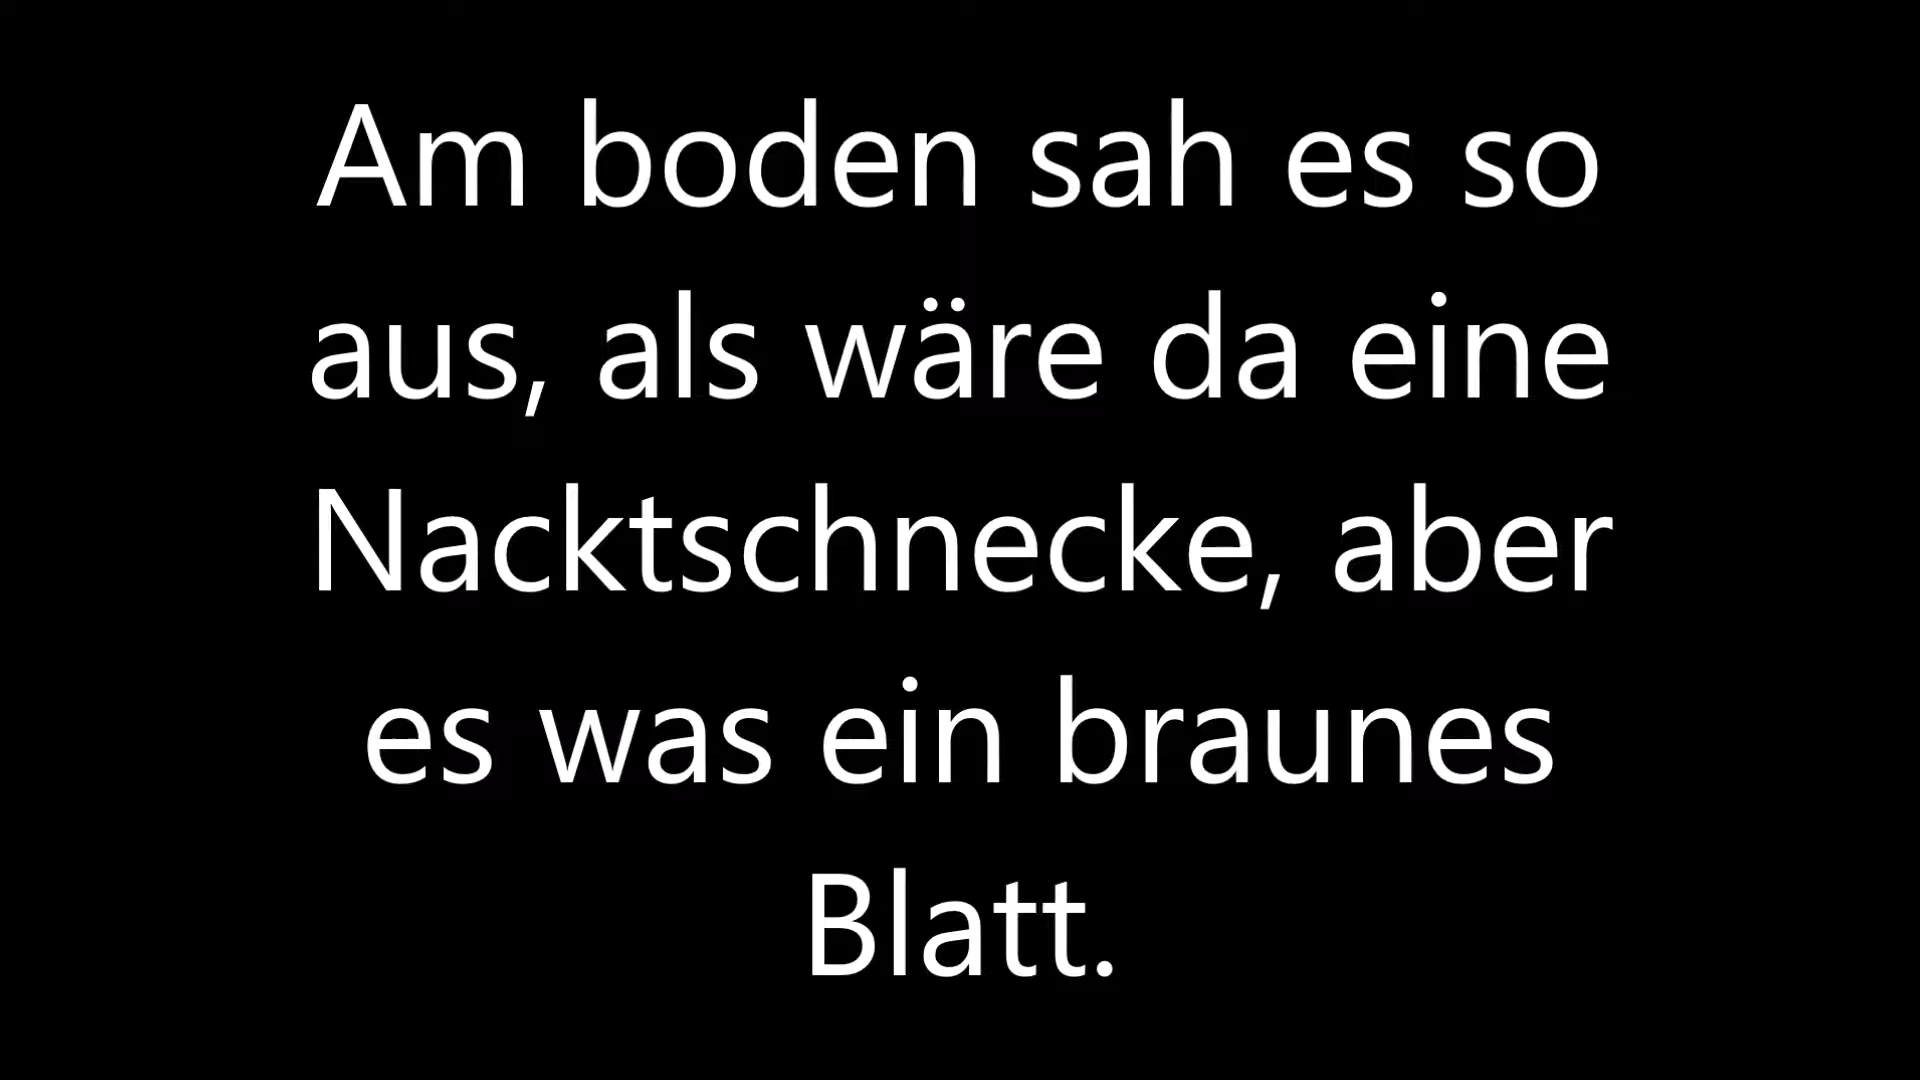 Am boden sah es so
aus, als wäre da eine
Nacktschnecke, aber
es was ein braunes
Blatt.